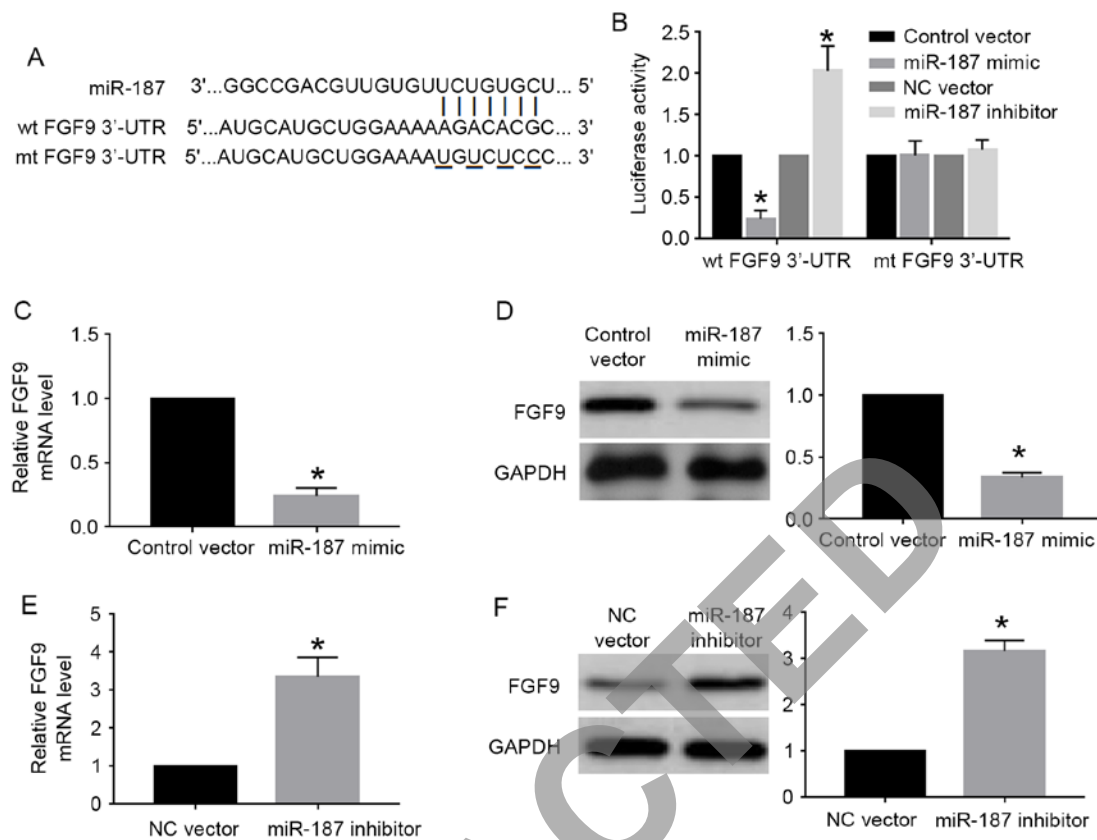 A
miR-187 3'...GGCCGACGUUGUGUUCUGUGCU... 5'
wt FGF9 3'-UTR 5'...AUGCAUGCUGGAAAAAGACACGC... 3'
mt FGF9 3'-UTR 5'...AUGCAUGCUGGAAAAUGUCUCCC... 3'
B
Luciferase activity
2.5
2.0
1.5
1.0
0.5
0.0
*
*
Control vector
miR-187 mimic
NC vector
miR-187 inhibitor
wt FGF9 3'-UTR mt FGF9 3'-UTR
C
Relative FGF9
mRNA level
1.5
1.0
0.5
0.0
*
Control vector miR-187 mimic
D
Control
vector
miR-187
mimic
FGF9
GAPDH
1.5
1.0
0.5
0.0
*
Control vector miR-187 mimic
E
Relative FGF9
mRNA level
5
4
3
2
1
0
*
NC vector miR-187 inhibitor
F
NC
vector
miR-187
inhibitor
FGF9
GAPDH
4
3
2
1
0
*
NC vector miR-187 inhibitor
CTED